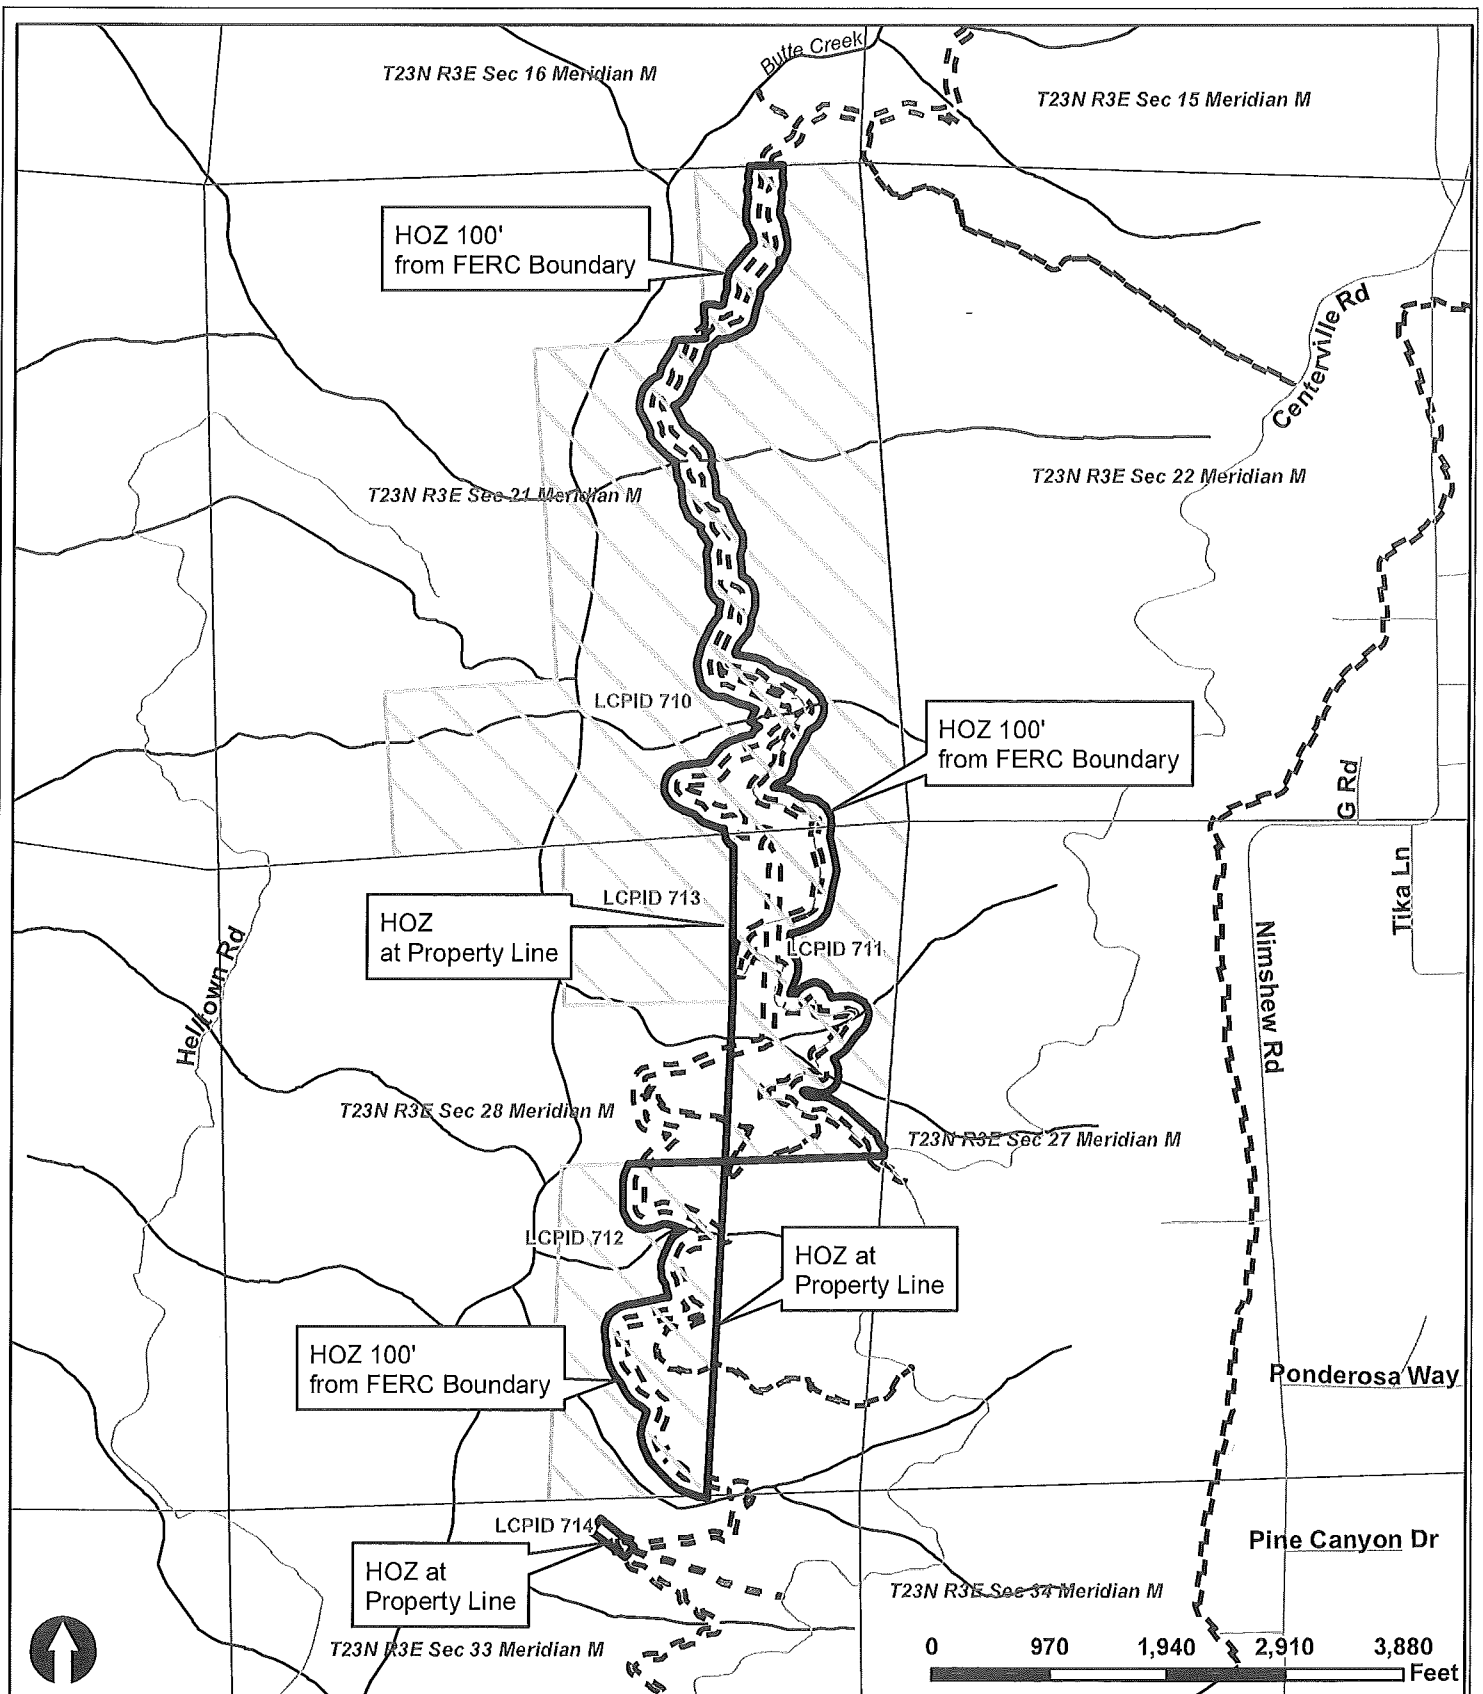 Butte Creek
T23N R3E Sec 16 Meridian M
T23N R3E Sec 15 Meridian M
HOZ 100'
from FERC Boundary
Centerville Rd
T23N R3E Sec 22 Meridian M
T23N R3E Sec 21 Meridian M
LCPID 710
HOZ 100'
from FERC Boundary
G Rd
Tika Ln
LCPID 713
HOZ
at Property Line
LCPID 711
Helltown Rd
Nimshew Rd
T23N R3E Sec 28 Meridian M
T23N R3E Sec 27 Meridian M
LCPID 712
HOZ at
Property Line
HOZ 100'
from FERC Boundary
Ponderosa Way
LCPID 714
Pine Canyon Dr
HOZ at
Property Line
T23N R3E Sec 34 Meridian M
T23N R3E Sec 33 Meridian M
0 970 1,940 2,910 3,880
Feet